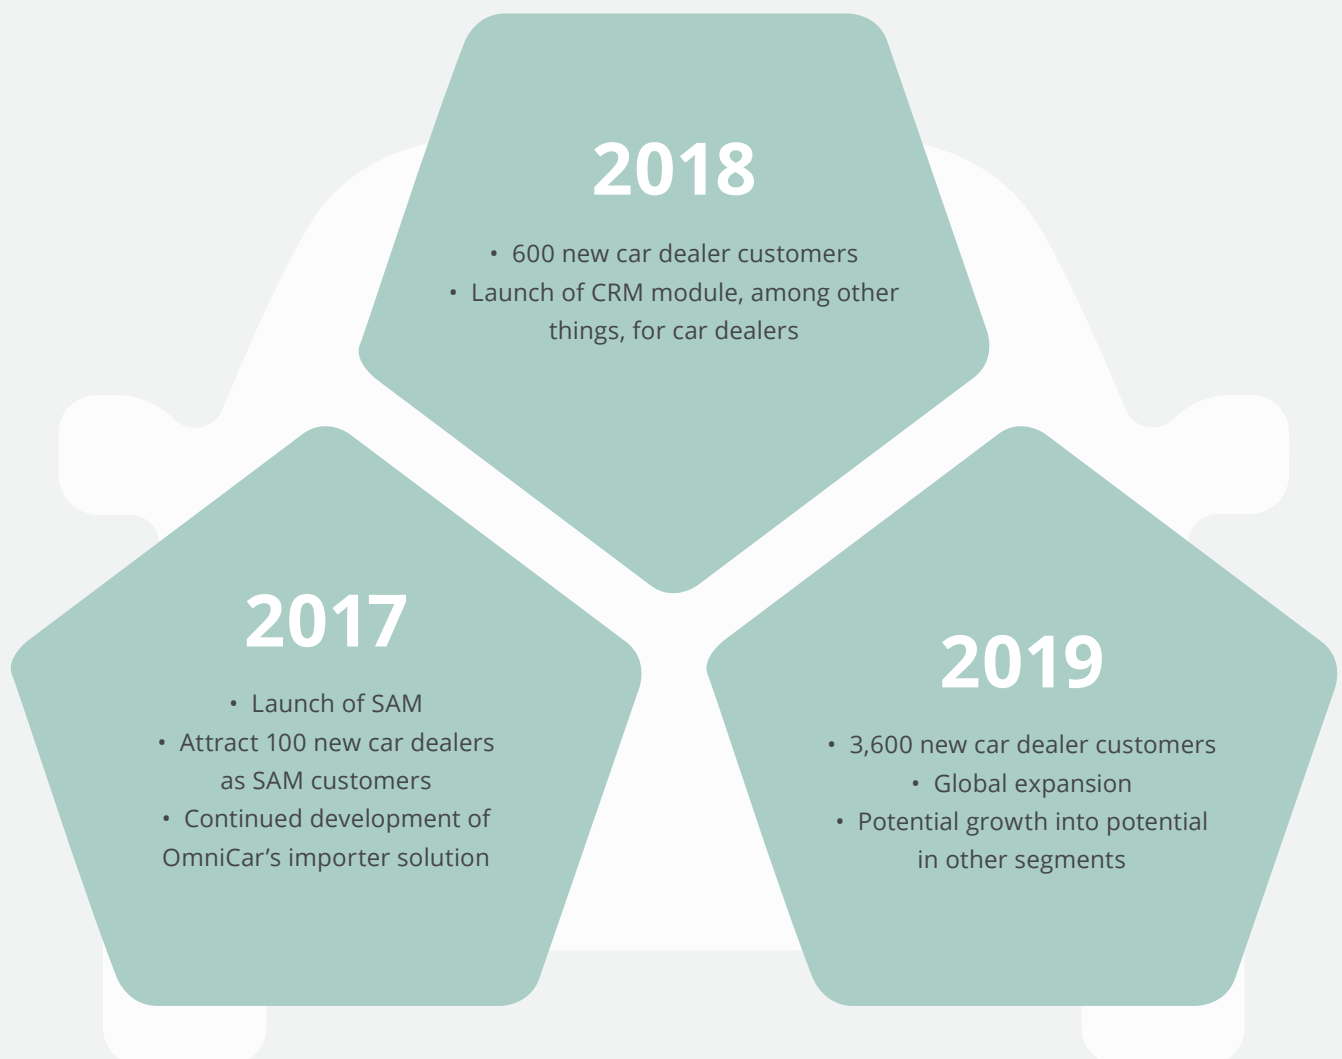 2018
• 600 new car dealer customers
• Launch of CRM module, among other
things, for car dealers
2017
• Launch of SAM
• Attract 100 new car dealers
as SAM customers
• Continued development of
OmniCar’s importer solution
2019
• 3,600 new car dealer customers
• Global expansion
• Potential growth into potential
in other segments